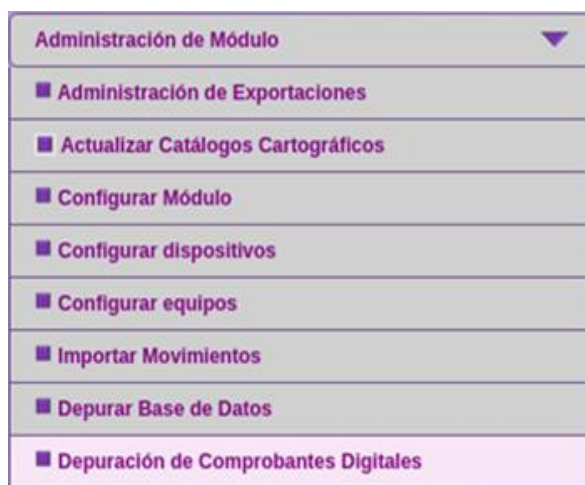 Administración de Módulo
Administración de Exportaciones
Actualizar Catálogos Cartográficos
Configurar Módulo
Configurar dispositivos
Configurar equipos
Importar Movimientos
Depurar Base de Datos
Depuración de Comprobantes Digitales